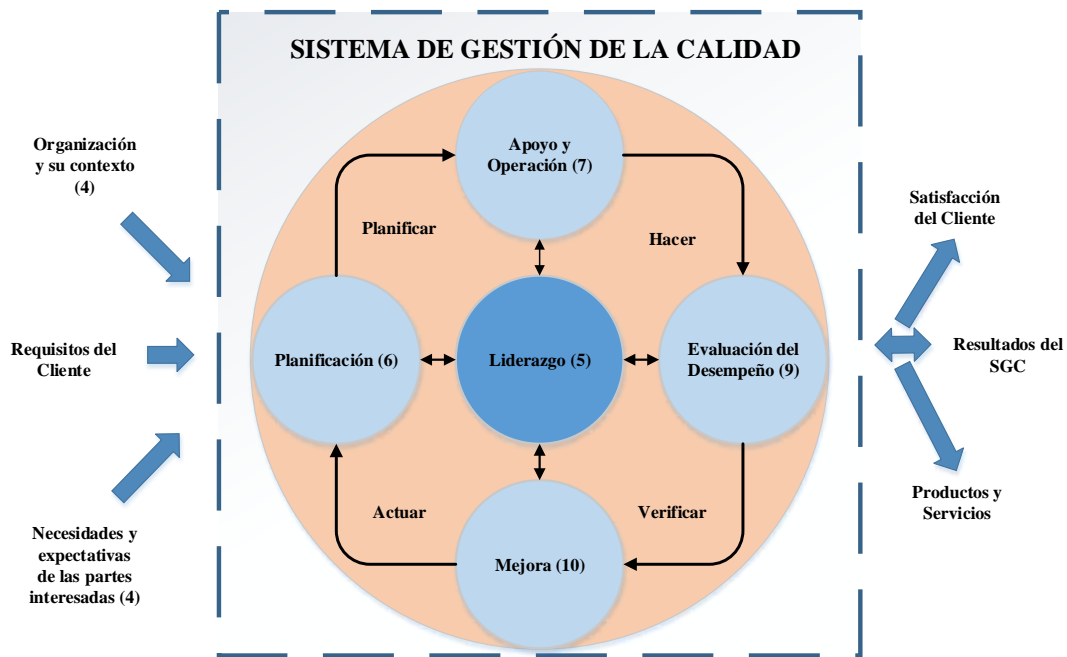 SISTEMA DE GESTIÓN DE LA CALIDAD
Organización
y su contexto
(4)
Requisitos del
Cliente
Necesidades y
expectativas
de las partes
interesadas (4)
Apoyo y
Operación (7)
Planificar
Hacer
Planificación (6)
Liderazgo (5)
Evaluación del
Desempeño (9)
Actuar
Verificar
Mejora (10)
Satisfacción
del Cliente
Resultados del
SGC
Productos y
Servicios